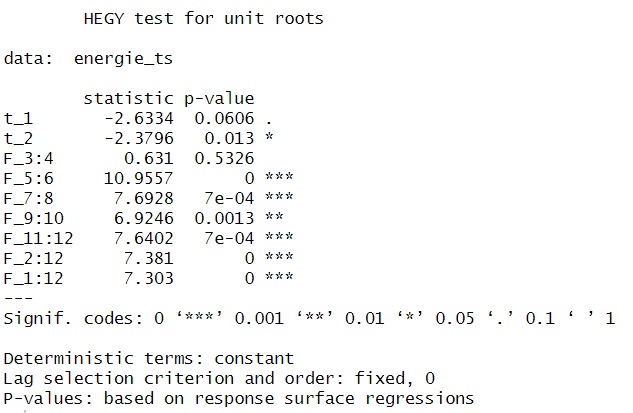 HEGY test for unit roots
data:  energie_ts
statistic p-value
t_1 -2.6334 0.0606 .
t_2 -2.3796 0.013 *
F_3:4 0.631 0.5326
F_5:6 10.9557 0 ***
F_7:8 7.6928 7e-04 ***
F_9:10 6.9246 0.0013 **
F_11:12 7.6402 7e-04 ***
F_2:12 7.381 0 ***
F_1:12 7.303 0 ***
---
Signif. codes: 0 ‘***’ 0.001 ‘**’ 0.01 ‘*’ 0.05 ‘.’ 0.1 ‘ ’ 1
Deterministic terms: constant
Lag selection criterion and order: fixed, 0
P-values: based on response surface regressions